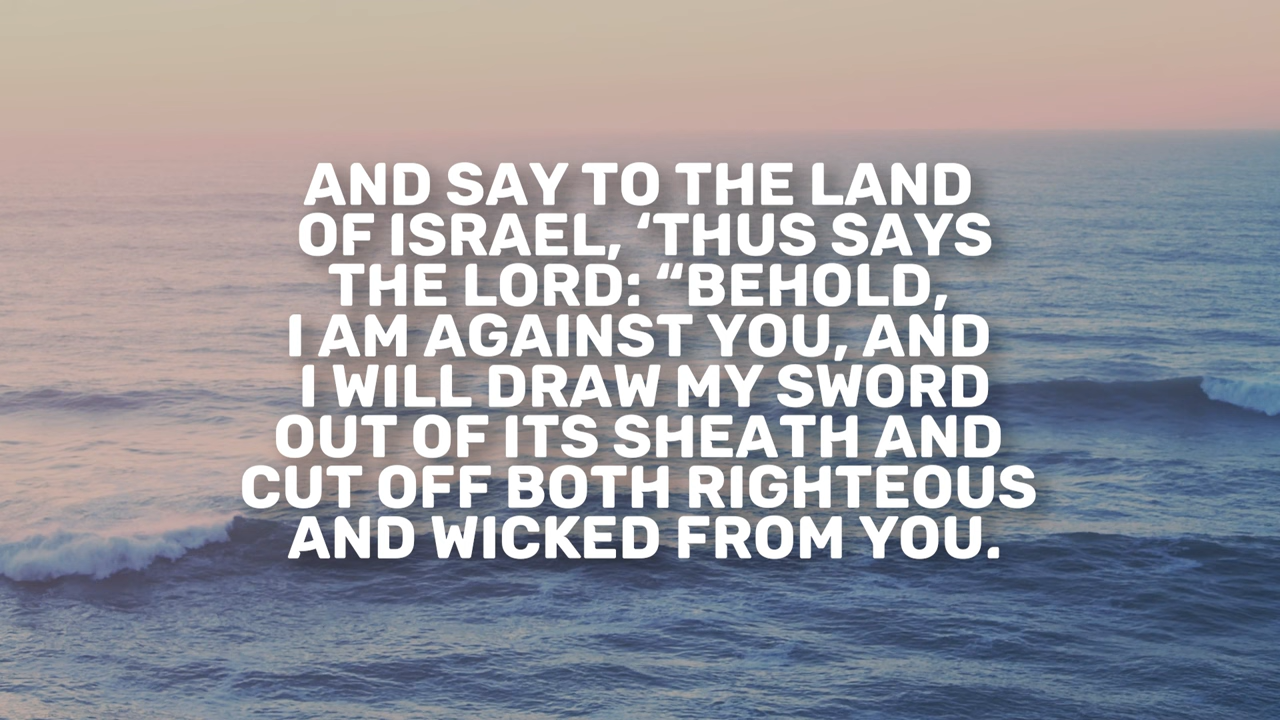 AND SAY TO THE LAND
OF ISRAEL, ‘THUS SAYS
THE LORD: “BEHOLD,
I AM AGAINST YOU, AND
I WILL DRAW MY SWORD
OUT OF ITS SHEATH AND
CUT OFF BOTH RIGHTEOUS
AND WICKED FROM YOU.